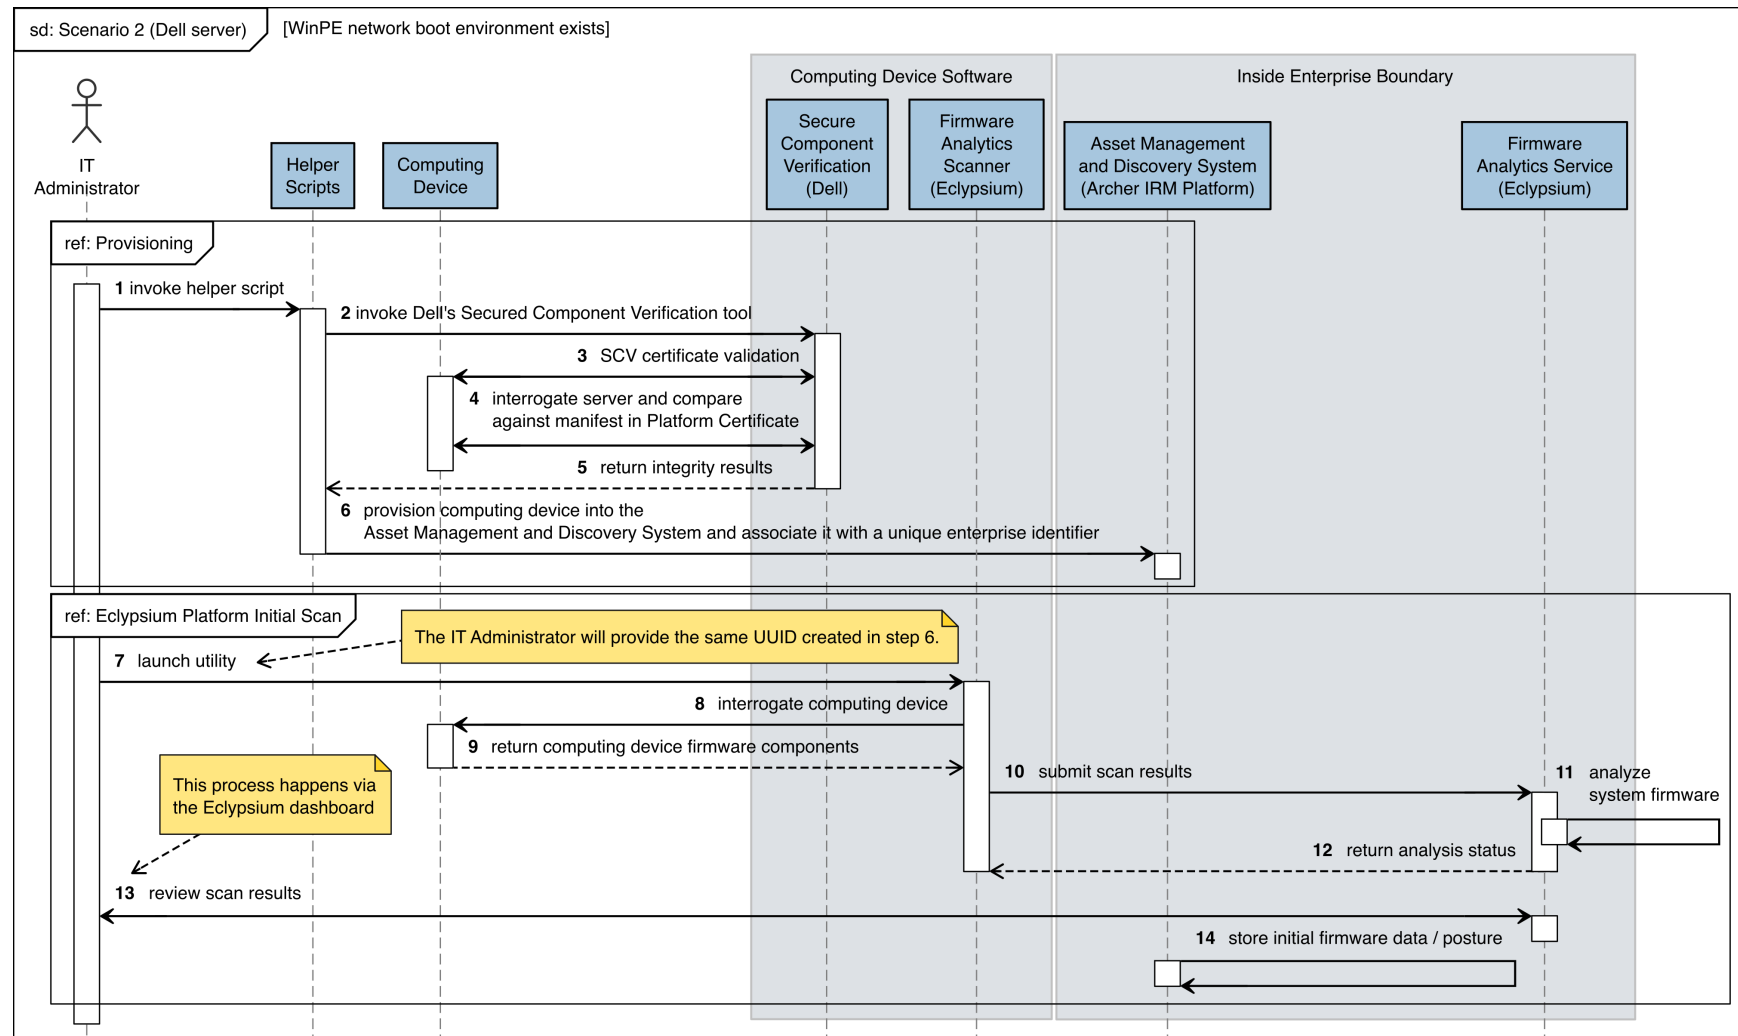 sd: Scenario 2 (Dell server)
[WinPE network boot environment exists]
Computing Device Software
Inside Enterprise Boundary
IT
Administrator
Helper
Scripts
Computing
Device
Secure
Component
Verification
(Dell)
Firmware
Analytics
Scanner
(Eclypsium)
Asset Management
and Discovery System
(Archer IRM Platform)
Firmware
Analytics Service
(Eclypsium)
ref: Provisioning
1 invoke helper script
2 invoke Dell's Secured Component Verification tool
3 SCV certificate validation
4 interrogate server and compare
against manifest in Platform Certificate
5 return integrity results
6 provision computing device into the
Asset Management and Discovery System and associate it with a unique enterprise identifier
ref: Eclypsium Platform Initial Scan
The IT Administrator will provide the same UUID created in step 6.
7 launch utility
8 interrogate computing device
9 return computing device firmware components
10 submit scan results
11 analyze
system firmware
This process happens via
the Eclypsium dashboard
12 return analysis status
13 review scan results
14 store initial firmware data / posture